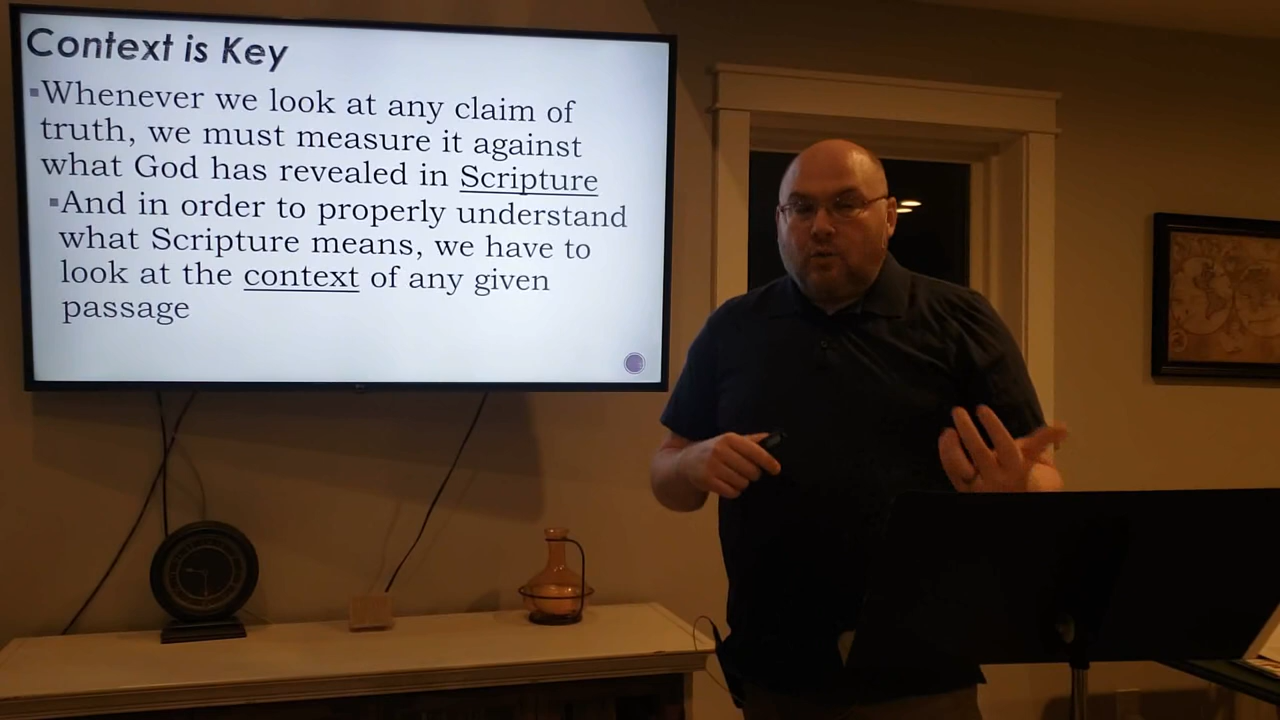 Context is Key
▪Whenever we look at any claim of
truth, we must measure it against
what God has revealed in Scripture
▪And in order to properly understand
what Scripture means, we have to
look at the context of any given
passage